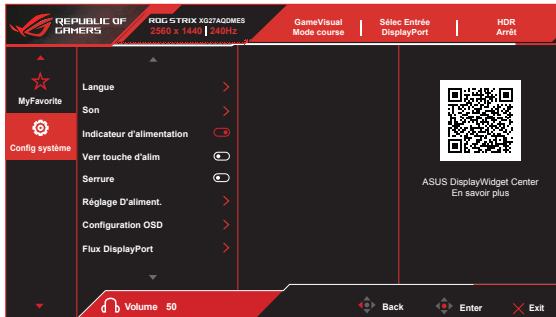 REPUBLIC OF
GAMERS
ROG STRIX XG27AQDMES
2560 x 1440 240Hz
GameVisual
Mode course
Sélec Entrée
DisplayPort
HDR
Arrêt
MyFavorite
Config système
Langue
Son
Indicateur d'alimentation
Verr touche d'alim
Serrure
Réglage D'aliment.
Configuration OSD
Flux DisplayPort
ASUS DisplayWidget Center
En savoir plus
Volume 50
Back
Enter
Exit